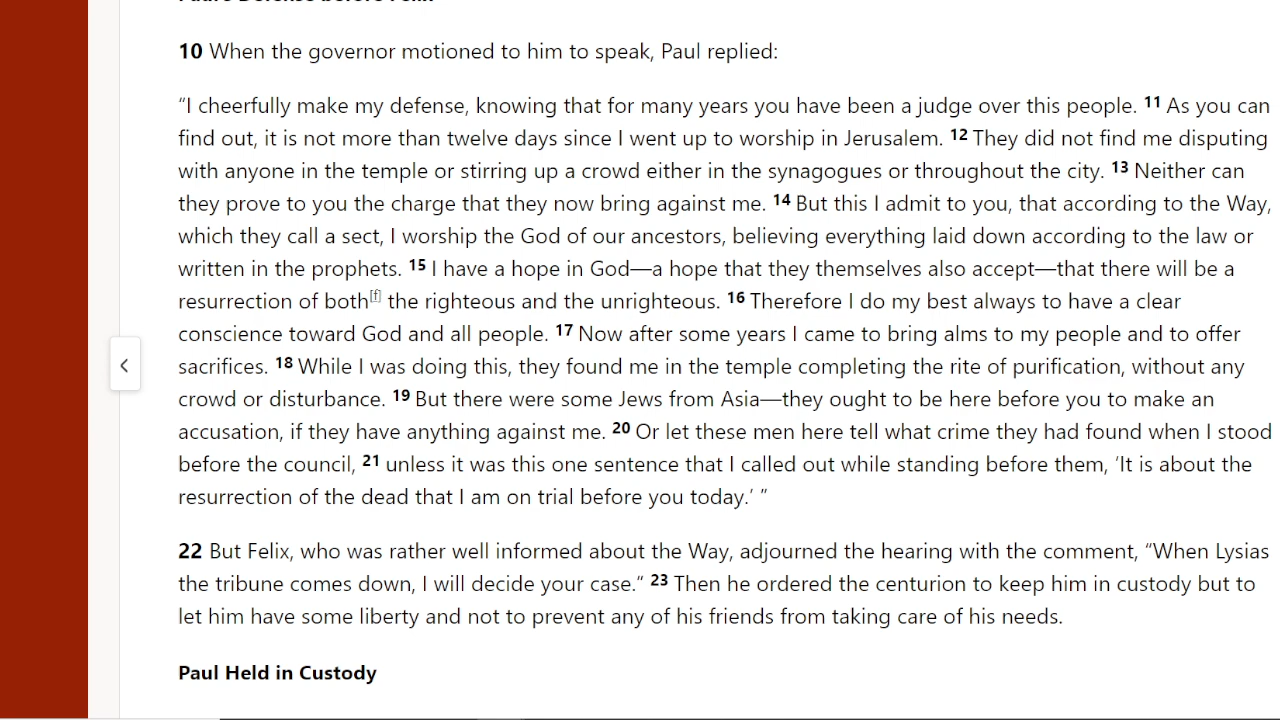 10 When the governor motioned to him to speak, Paul replied:
“I cheerfully make my defense, knowing that for many years you have been a judge over this people. 11 As you can
find out, it is not more than twelve days since I went up to worship in Jerusalem. 12 They did not find me disputing
with anyone in the temple or stirring up a crowd either in the synagogues or throughout the city. 13 Neither can
they prove to you the charge that they now bring against me. 14 But this I admit to you, that according to the Way,
which they call a sect, I worship the God of our ancestors, believing everything laid down according to the law or
written in the prophets. 15 I have a hope in God—a hope that they themselves also accept—that there will be a
resurrection of both[f] the righteous and the unrighteous. 16 Therefore I do my best always to have a clear
conscience toward God and all people. 17 Now after some years I came to bring alms to my people and to offer
sacrifices. 18 While I was doing this, they found me in the temple completing the rite of purification, without any
crowd or disturbance. 19 But there were some Jews from Asia—they ought to be here before you to make an
accusation, if they have anything against me. 20 Or let these men here tell what crime they had found when I stood
before the council, 21 unless it was this one sentence that I called out while standing before them, ‘It is about the
resurrection of the dead that I am on trial before you today.’ ”
22 But Felix, who was rather well informed about the Way, adjourned the hearing with the comment, “When Lysias
the tribune comes down, I will decide your case.” 23 Then he ordered the centurion to keep him in custody but to
let him have some liberty and not to prevent any of his friends from taking care of his needs.
Paul Held in Custody